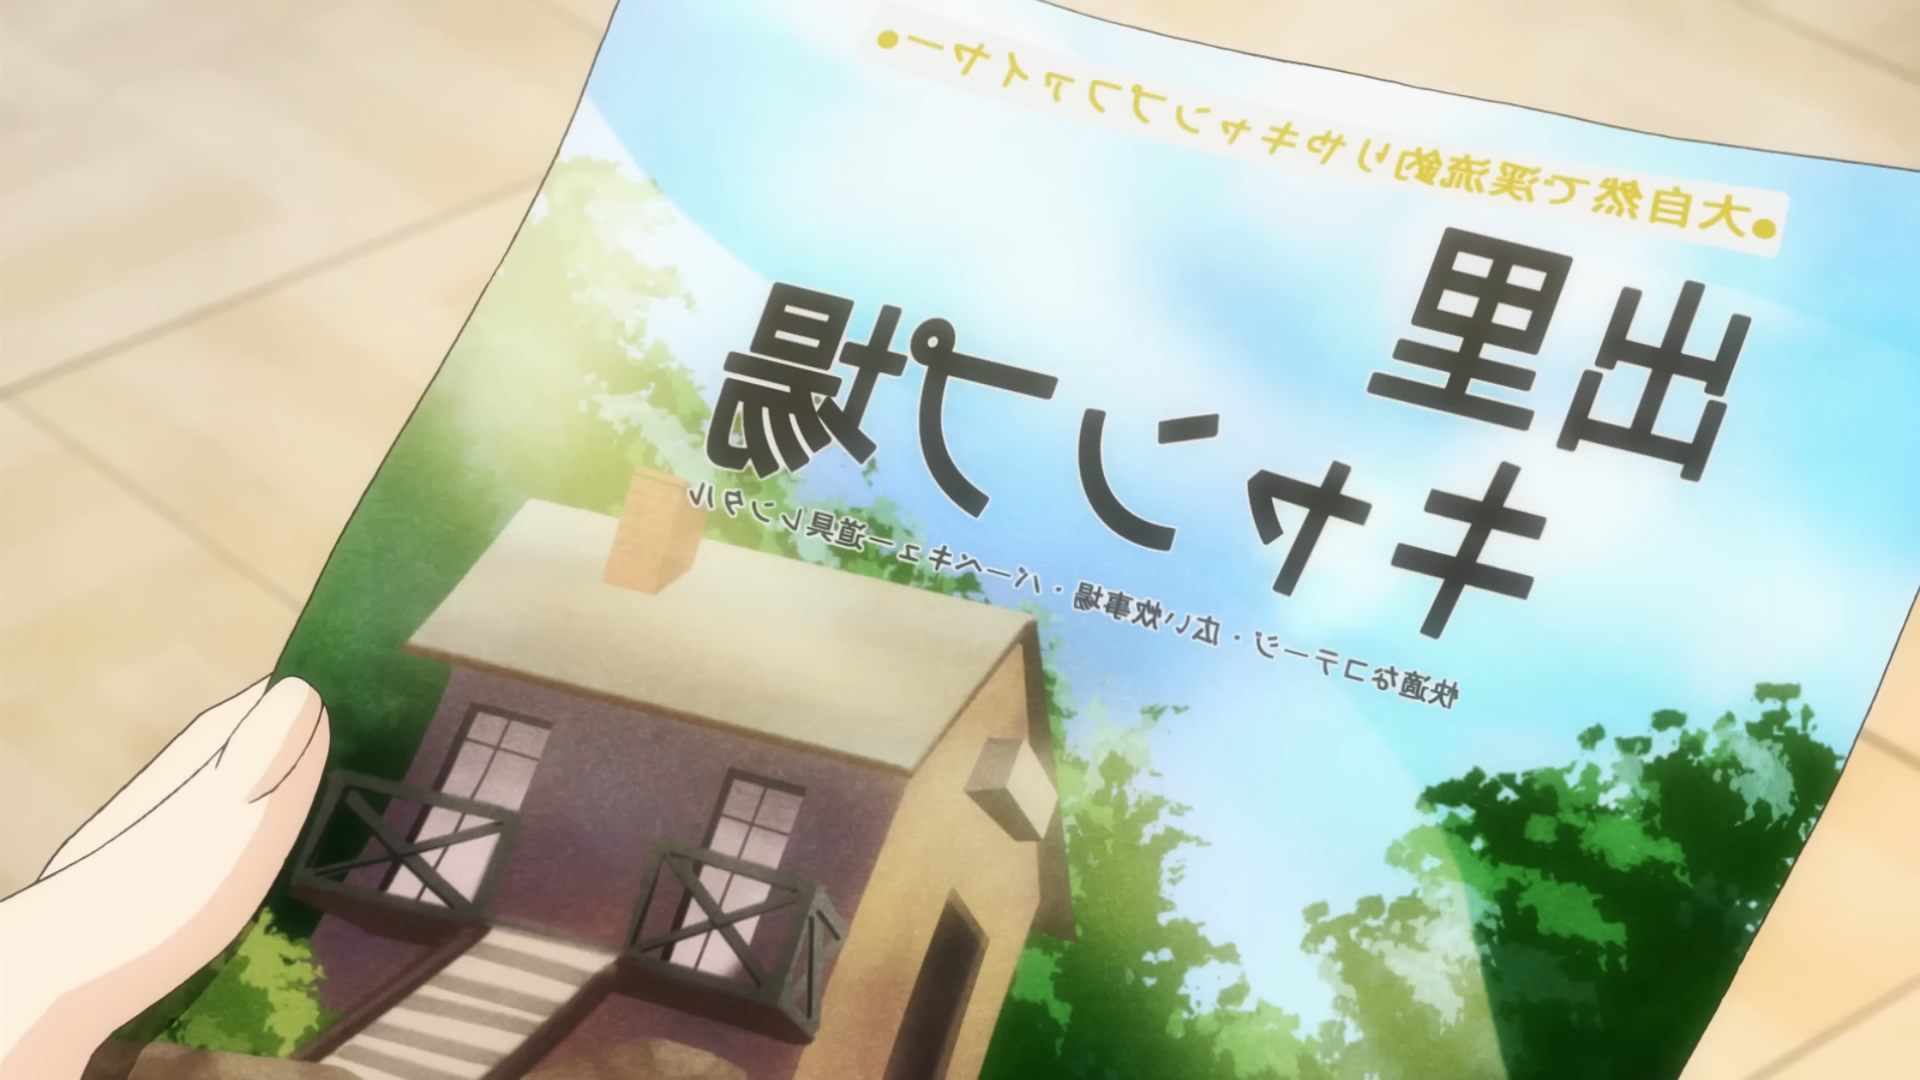 ●大自然で渓流釣りやキャンプファイヤー●
出里
キャンプ場
快適なコテージ・広い炊事場・バーベキュー道具レンタル